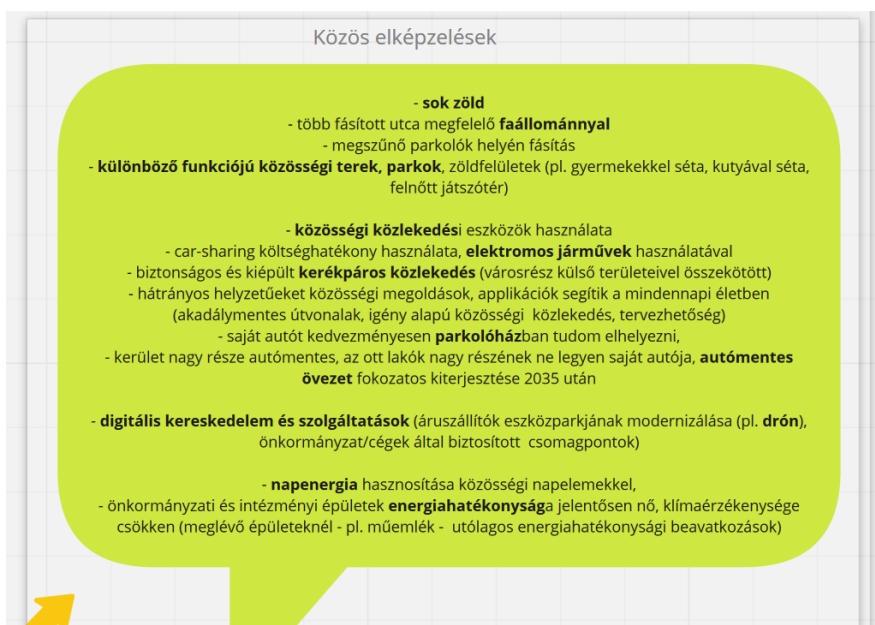 Közös elképzelések
- sok zöld
- több fásított utca megfelelő faállománnyal
- megszűnő parkolók helyén fásítás
- különböző funkciójú közösségi terek, parkok, zöldfelületek (pl. gyermekekkel séta, kutyával séta,
felnőtt játszótér)
- közösségi közlekedési eszközök használata
- car-sharing költséghatékony használata, elektromos járművek használatával
- biztonságos és kiépült kerékpáros közlekedés (városrész külső területeivel összekötött)
- hátrányos helyzetűeket közösségi megoldások, applikációk segítik a mindennapi életben
(akadálymentes útvonalak, igény alapú közösségi közlekedés, tervezhetőség)
- saját autót kedvezményesen parkolóházban tudom elhelyezni,
- kerület nagy része autómentes, az ott lakók nagy részének ne legyen saját autója, autómentes
övezet fokozatos kiterjesztése 2035 után
- digitális kereskedelem és szolgáltatások (áruszállítók eszközparkjának modernizálása (pl. drón),
önkormányzat/cégek által biztosított csomagpontok)
- napenergia hasznosítása közösségi napelemekkel,
- önkormányzati és intézményi épületek energiahatékonysága jelentősen nő, klímaérzékenysége
csökken (meglévő épületeknél - pl. műemlék - utólagos energiahatékonysági beavatkozások)